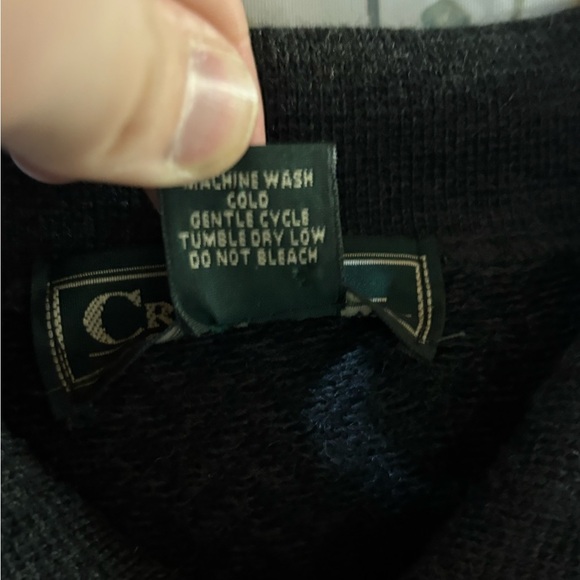 MACHINE WASH
COLD
GENTLE CYCLE
TUMBLE DRY LOW
DO NOT BLEACH